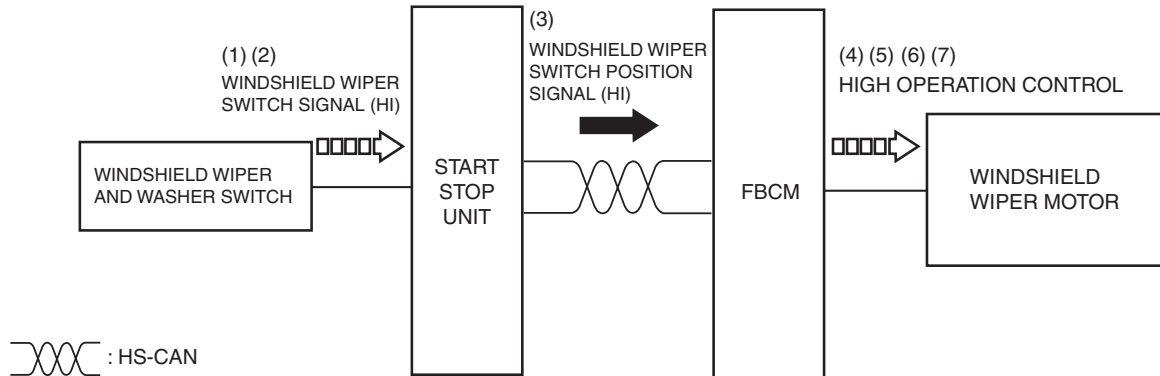 (1) (2)
WINDSHIELD WIPER
SWITCH SIGNAL (HI)
WINDSHIELD WIPER
AND WASHER SWITCH
START
STOP
UNIT
(3)
WINDSHIELD WIPER
SWITCH POSITION
SIGNAL (HI)
FBCM
(4) (5) (6) (7)
HIGH OPERATION CONTROL
WINDSHIELD
WIPER MOTOR
: HS-CAN